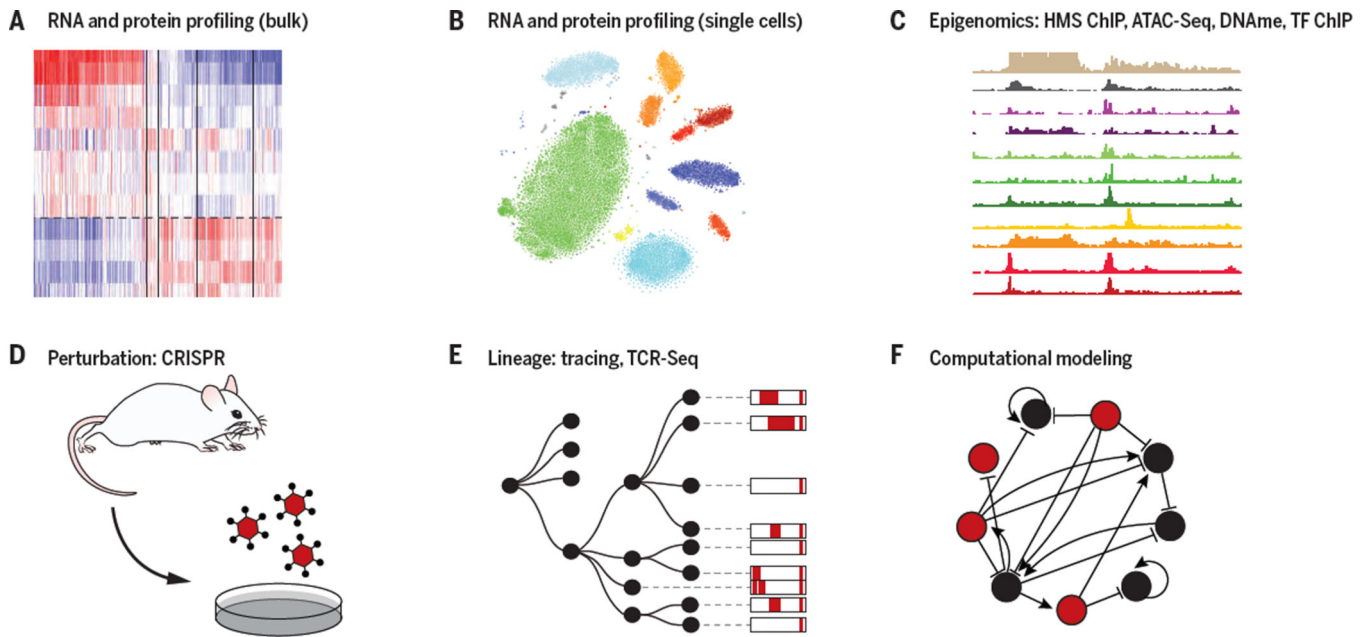 A RNA and protein profiling (bulk)
B RNA and protein profiling (single cells)
C Epigenomics: HMS ChIP, ATAC-Seq, DNAme, TF ChIP
D Perturbation: CRISPR
E Lineage: tracing, TCR-Seq
F Computational modeling